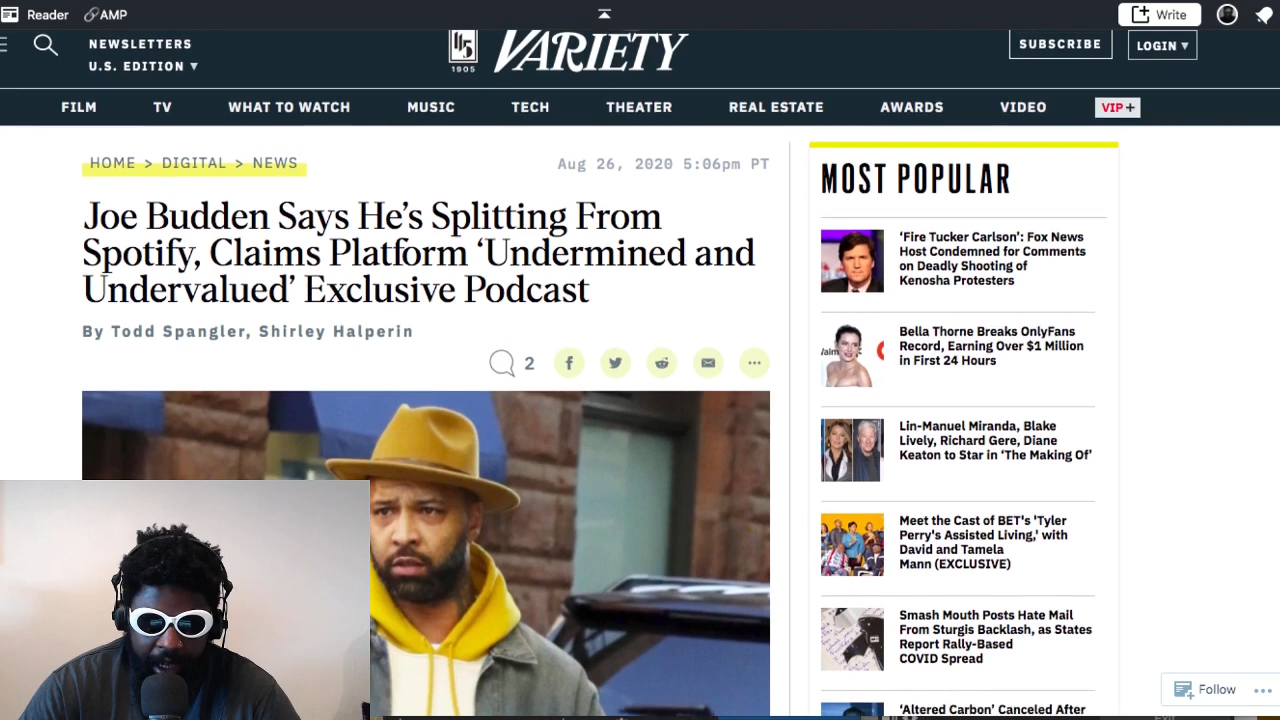 Reader
AMP
Write
NEWSLETTERS
U.S. EDITION ▼
1905
VARIETY
SUBSCRIBE
LOGIN ▼
FILM
TV
WHAT TO WATCH
MUSIC
TECH
THEATER
REAL ESTATE
AWARDS
VIDEO
VIP+
HOME > DIGITAL > NEWS
Aug 26, 2020 5:06pm PT
Joe Budden Says He’s Splitting From
Spotify, Claims Platform ‘Undermined and
Undervalued’ Exclusive Podcast
By Todd Spangler, Shirley Halperin
2
MOST POPULAR
‘Fire Tucker Carlson’: Fox News
Host Condemned for Comments
on Deadly Shooting of
Kenosha Protesters
Bella Thorne Breaks OnlyFans
Record, Earning Over $1 Million
in First 24 Hours
Lin-Manuel Miranda, Blake
Lively, Richard Gere, Diane
Keaton to Star in ‘The Making Of’
Meet the Cast of BET's 'Tyler
Perry's Assisted Living,' with
David and Tamela
Mann (EXCLUSIVE)
Smash Mouth Posts Hate Mail
From Sturgis Backlash, as States
Report Rally-Based
COVID Spread
‘Altered Carbon’ Canceled After
Follow